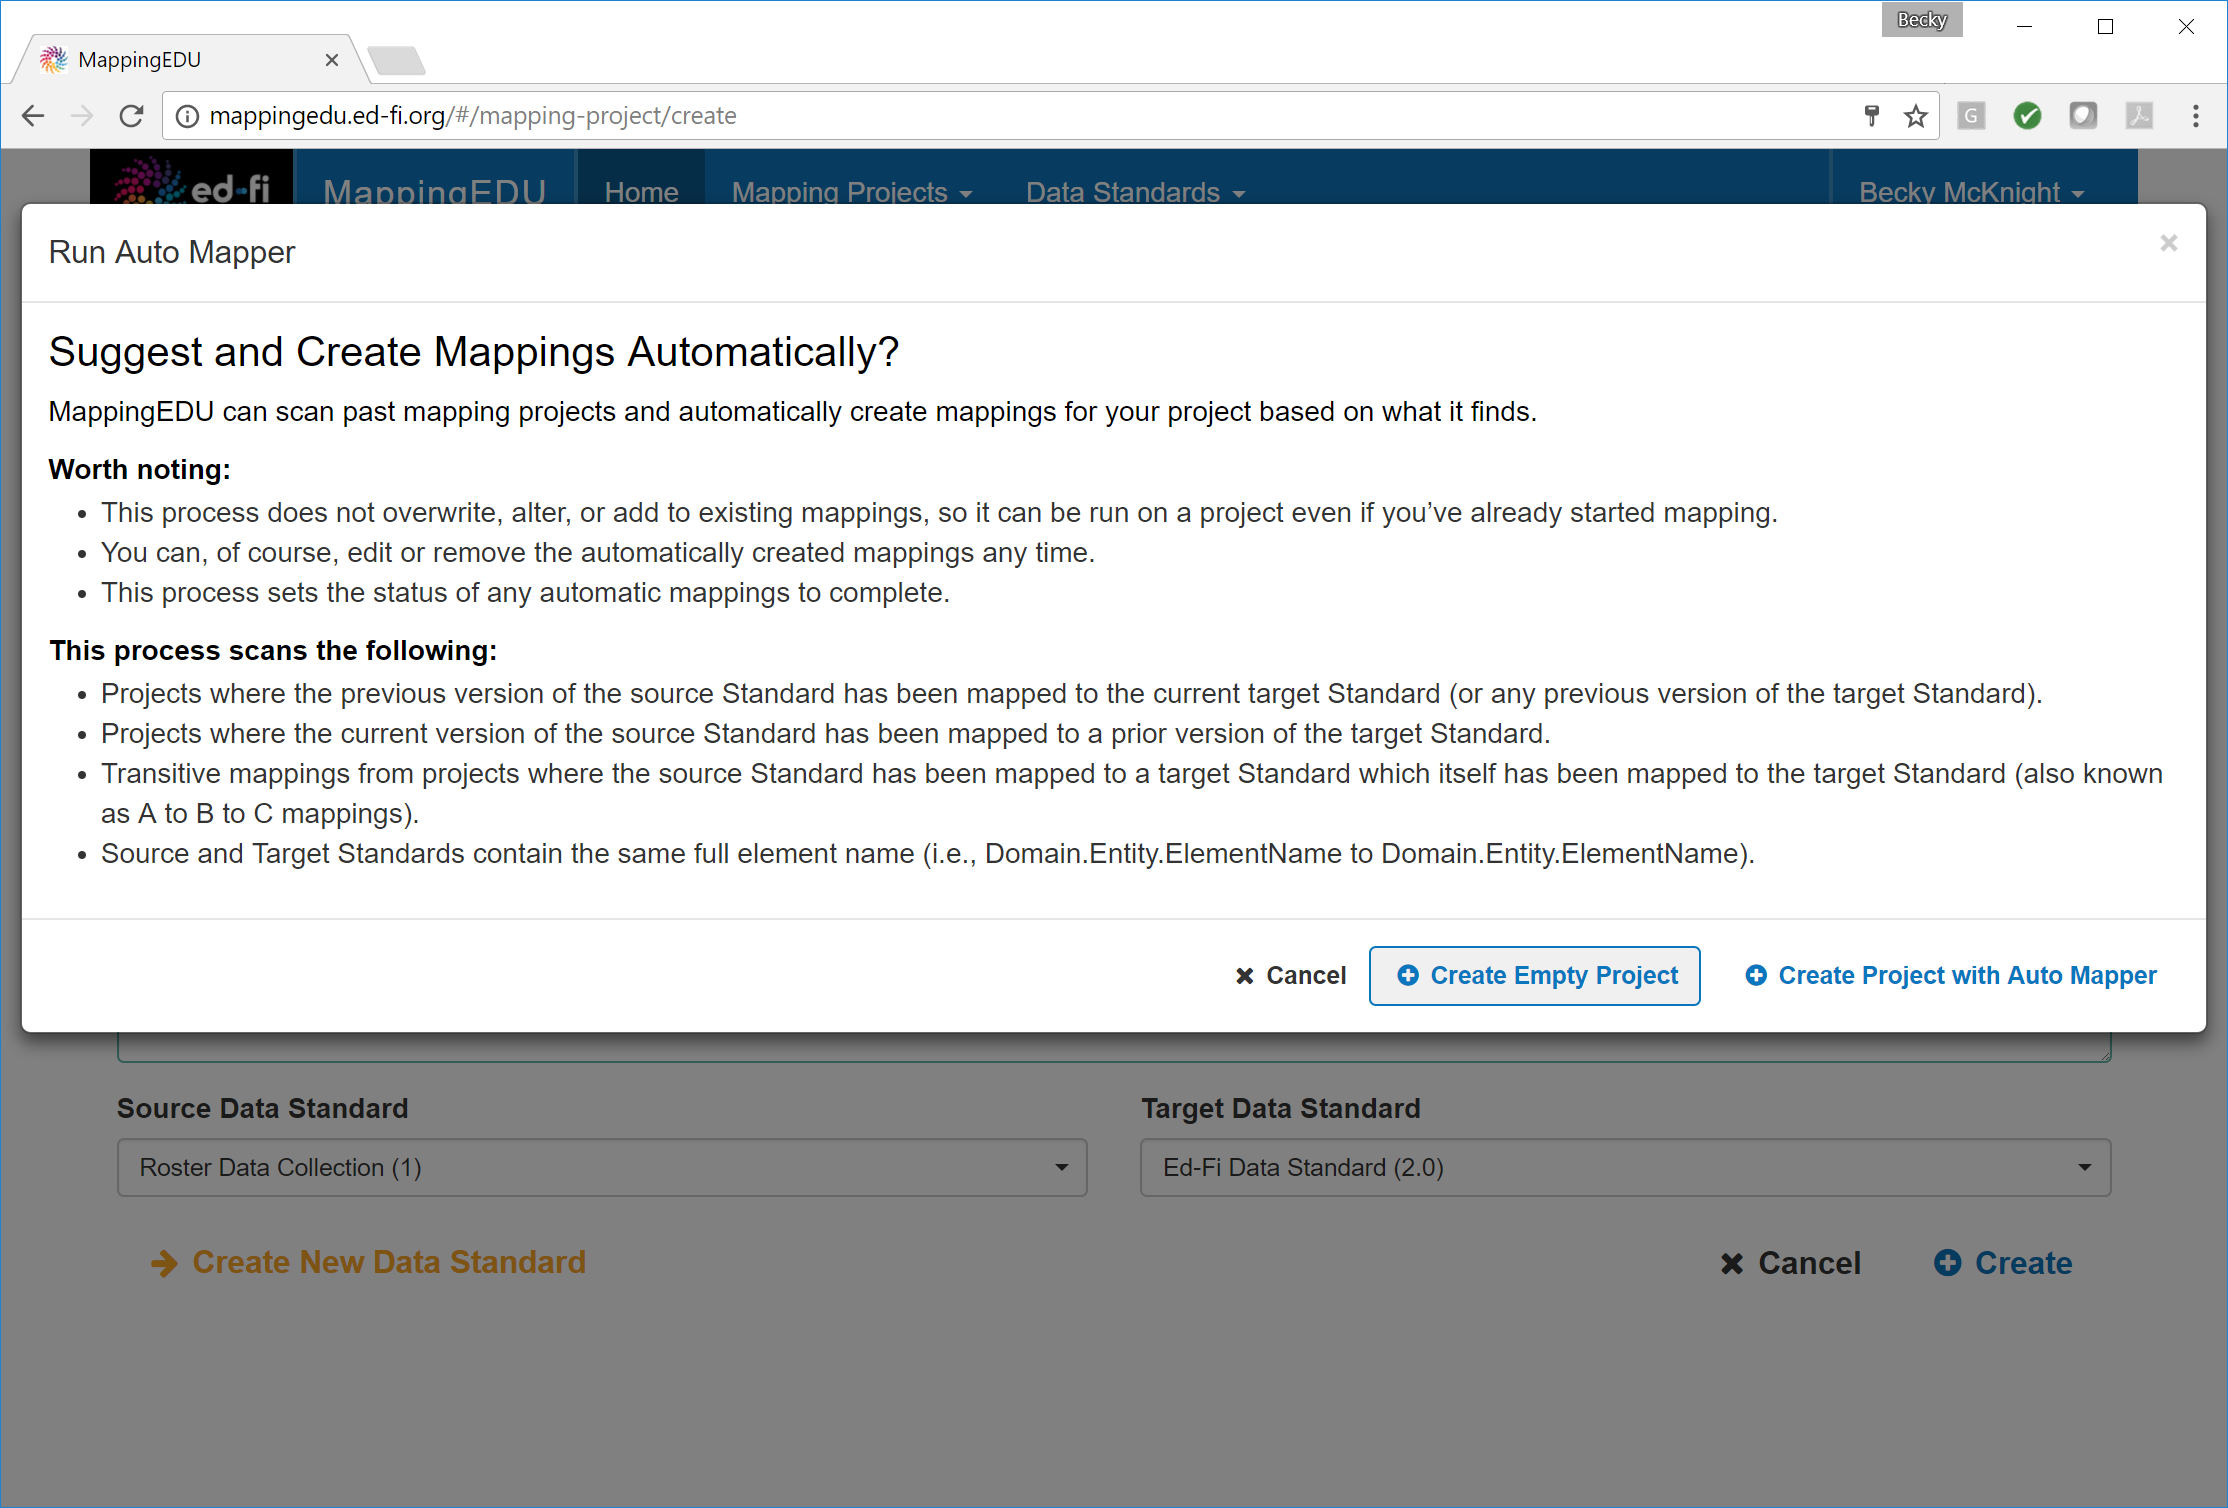 Becky
MappingEDU
mappingedu.ed-fi.org/#/mapping-project/create
G
ed-fi MappingEDU Home Mapping Projects Data Standards Becky McKnight
Run Auto Mapper
Suggest and Create Mappings Automatically?
MappingEDU can scan past mapping projects and automatically create mappings for your project based on what it finds.
Worth noting:
• This process does not overwrite, alter, or add to existing mappings, so it can be run on a project even if you’ve already started mapping.
• You can, of course, edit or remove the automatically created mappings any time.
• This process sets the status of any automatic mappings to complete.
This process scans the following:
• Projects where the previous version of the source Standard has been mapped to the current target Standard (or any previous version of the target Standard).
• Projects where the current version of the source Standard has been mapped to a prior version of the target Standard.
• Transitive mappings from projects where the source Standard has been mapped to a target Standard which itself has been mapped to the target Standard (also known
as A to B to C mappings).
• Source and Target Standards contain the same full element name (i.e., Domain.Entity.ElementName to Domain.Entity.ElementName).
Cancel Create Empty Project Create Project with Auto Mapper
Source Data Standard Target Data Standard
Roster Data Collection (1) Ed-Fi Data Standard (2.0)
Create New Data Standard Cancel Create